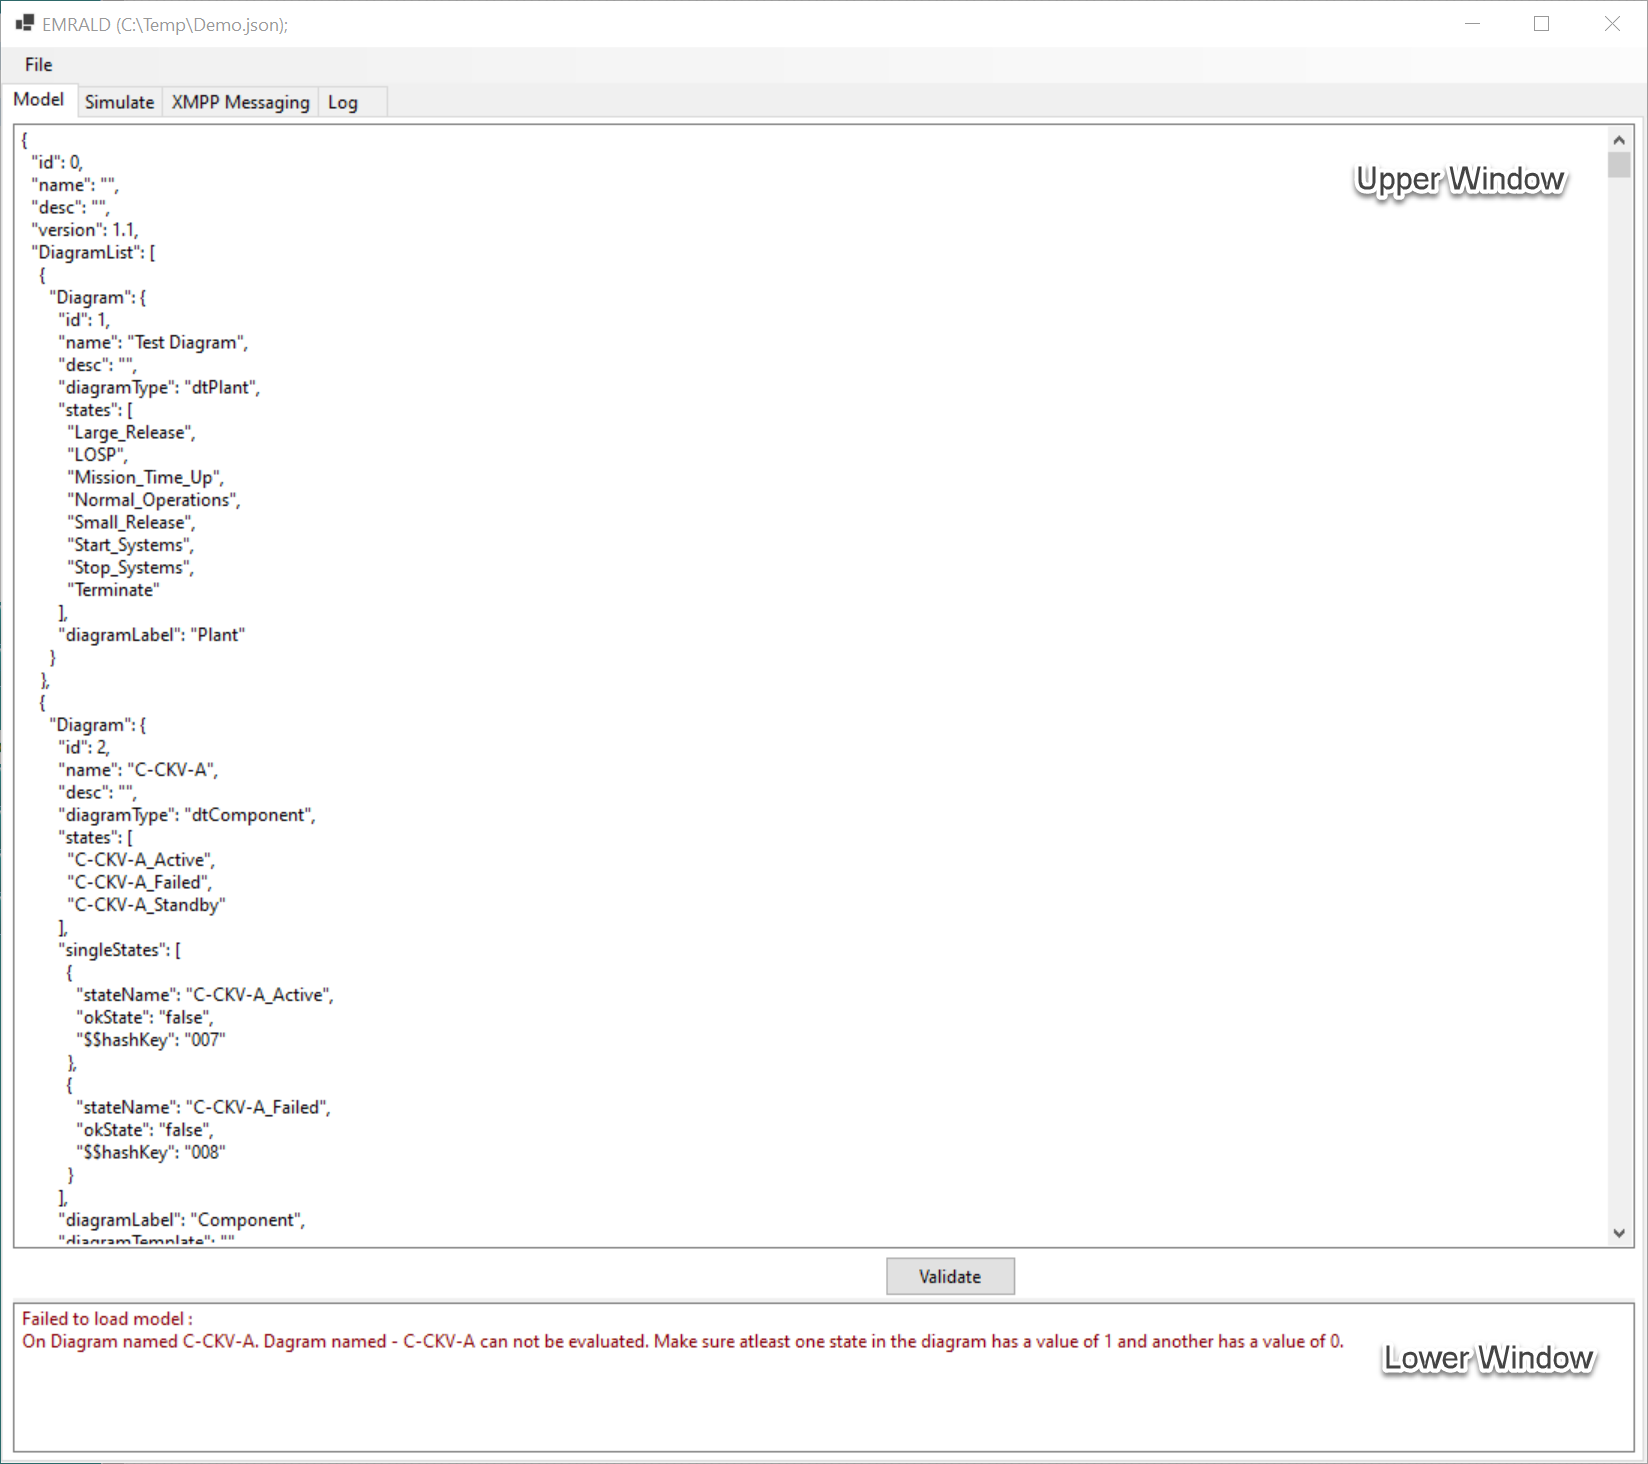 EMRALD (C:\Temp\Demo.json);
File
Model Simulate XMPP Messaging Log
{
"id": 0,
"name": "",
"desc": "",
"version": 1.1,
"DiagramList": [
{
"Diagram": {
"id": 1,
"name": "Test Diagram",
"desc": "",
"diagramType": "dtPlant",
"states": [
"Large_Release",
"LOSP",
"Mission_Time_Up",
"Normal_Operations",
"Small_Release",
"Start_Systems",
"Stop_Systems",
"Terminate"
],
"diagramLabel": "Plant"
}
},
{
"Diagram": {
"id": 2,
"name": "C-CKV-A",
"desc": "",
"diagramType": "dtComponent",
"states": [
"C-CKV-A_Active",
"C-CKV-A_Failed",
"C-CKV-A_Standby"
],
"singleStates": [
{
"stateName": "C-CKV-A_Active",
"okState": "false",
"$$hashKey": "007"
},
{
"stateName": "C-CKV-A_Failed",
"okState": "false",
"$$hashKey": "008"
}
],
"diagramLabel": "Component",
"diagramTemplate": ""
Upper Window
Validate
Failed to load model :
On Diagram named C-CKV-A. Dagram named - C-CKV-A can not be evaluated. Make sure atleast one state in the diagram has a value of 1 and another has a value of 0.
Lower Window